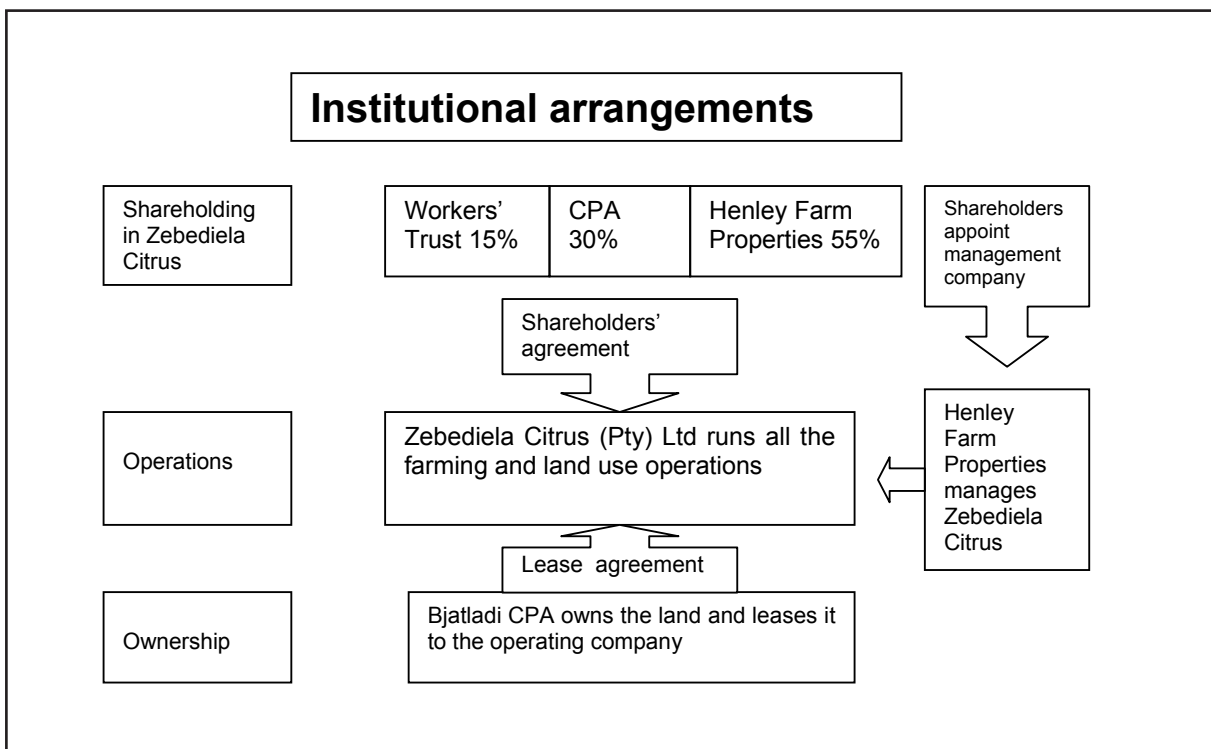 Institutional arrangements
Shareholding
in Zebediela
Citrus
Workers'
Trust 15%
CPA
30%
Henley Farm
Properties 55%
Shareholders
appoint
management
company
Shareholders'
agreement
Operations
Zebediela Citrus (Pty) Ltd runs all the
farming and land use operations
Henley
Farm
Properties
manages
Zebediela
Citrus
Lease agreement
Ownership
Bjatladi CPA owns the land and leases it
to the operating company